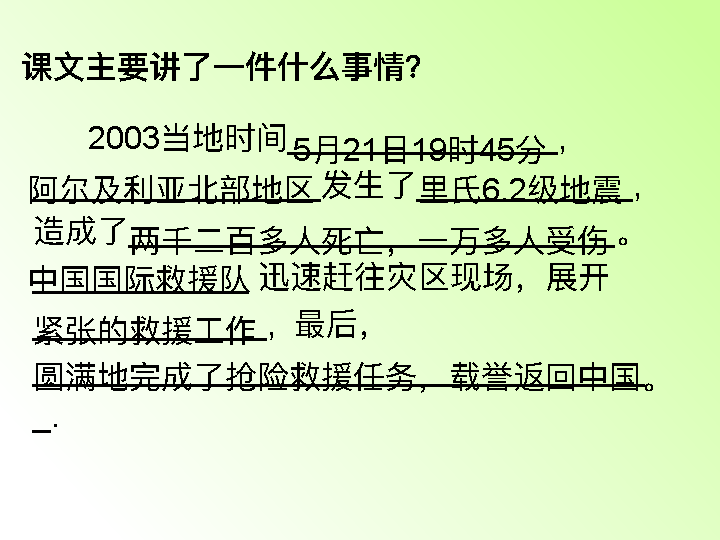 课文主要讲了一件什么事情?
2003当地时间5月21日19时45分，
阿尔及利亚北部地区发生了里氏6.2级地震，
造成了两千二百多人死亡，一万多人受伤。
中国国际救援队迅速赶往灾区现场，展开
紧张的救援工作，最后，
圆满地完成了抢险救援任务，载誉返回中国。
_.